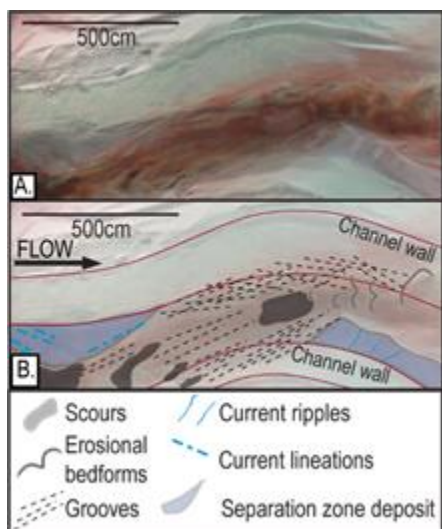 500cm
A.
500cm
FLOW
Channel wall
Channel wall
B.
Scours
Current ripples
Erosional
bedforms
Current lineations
Grooves
Separation zone deposit